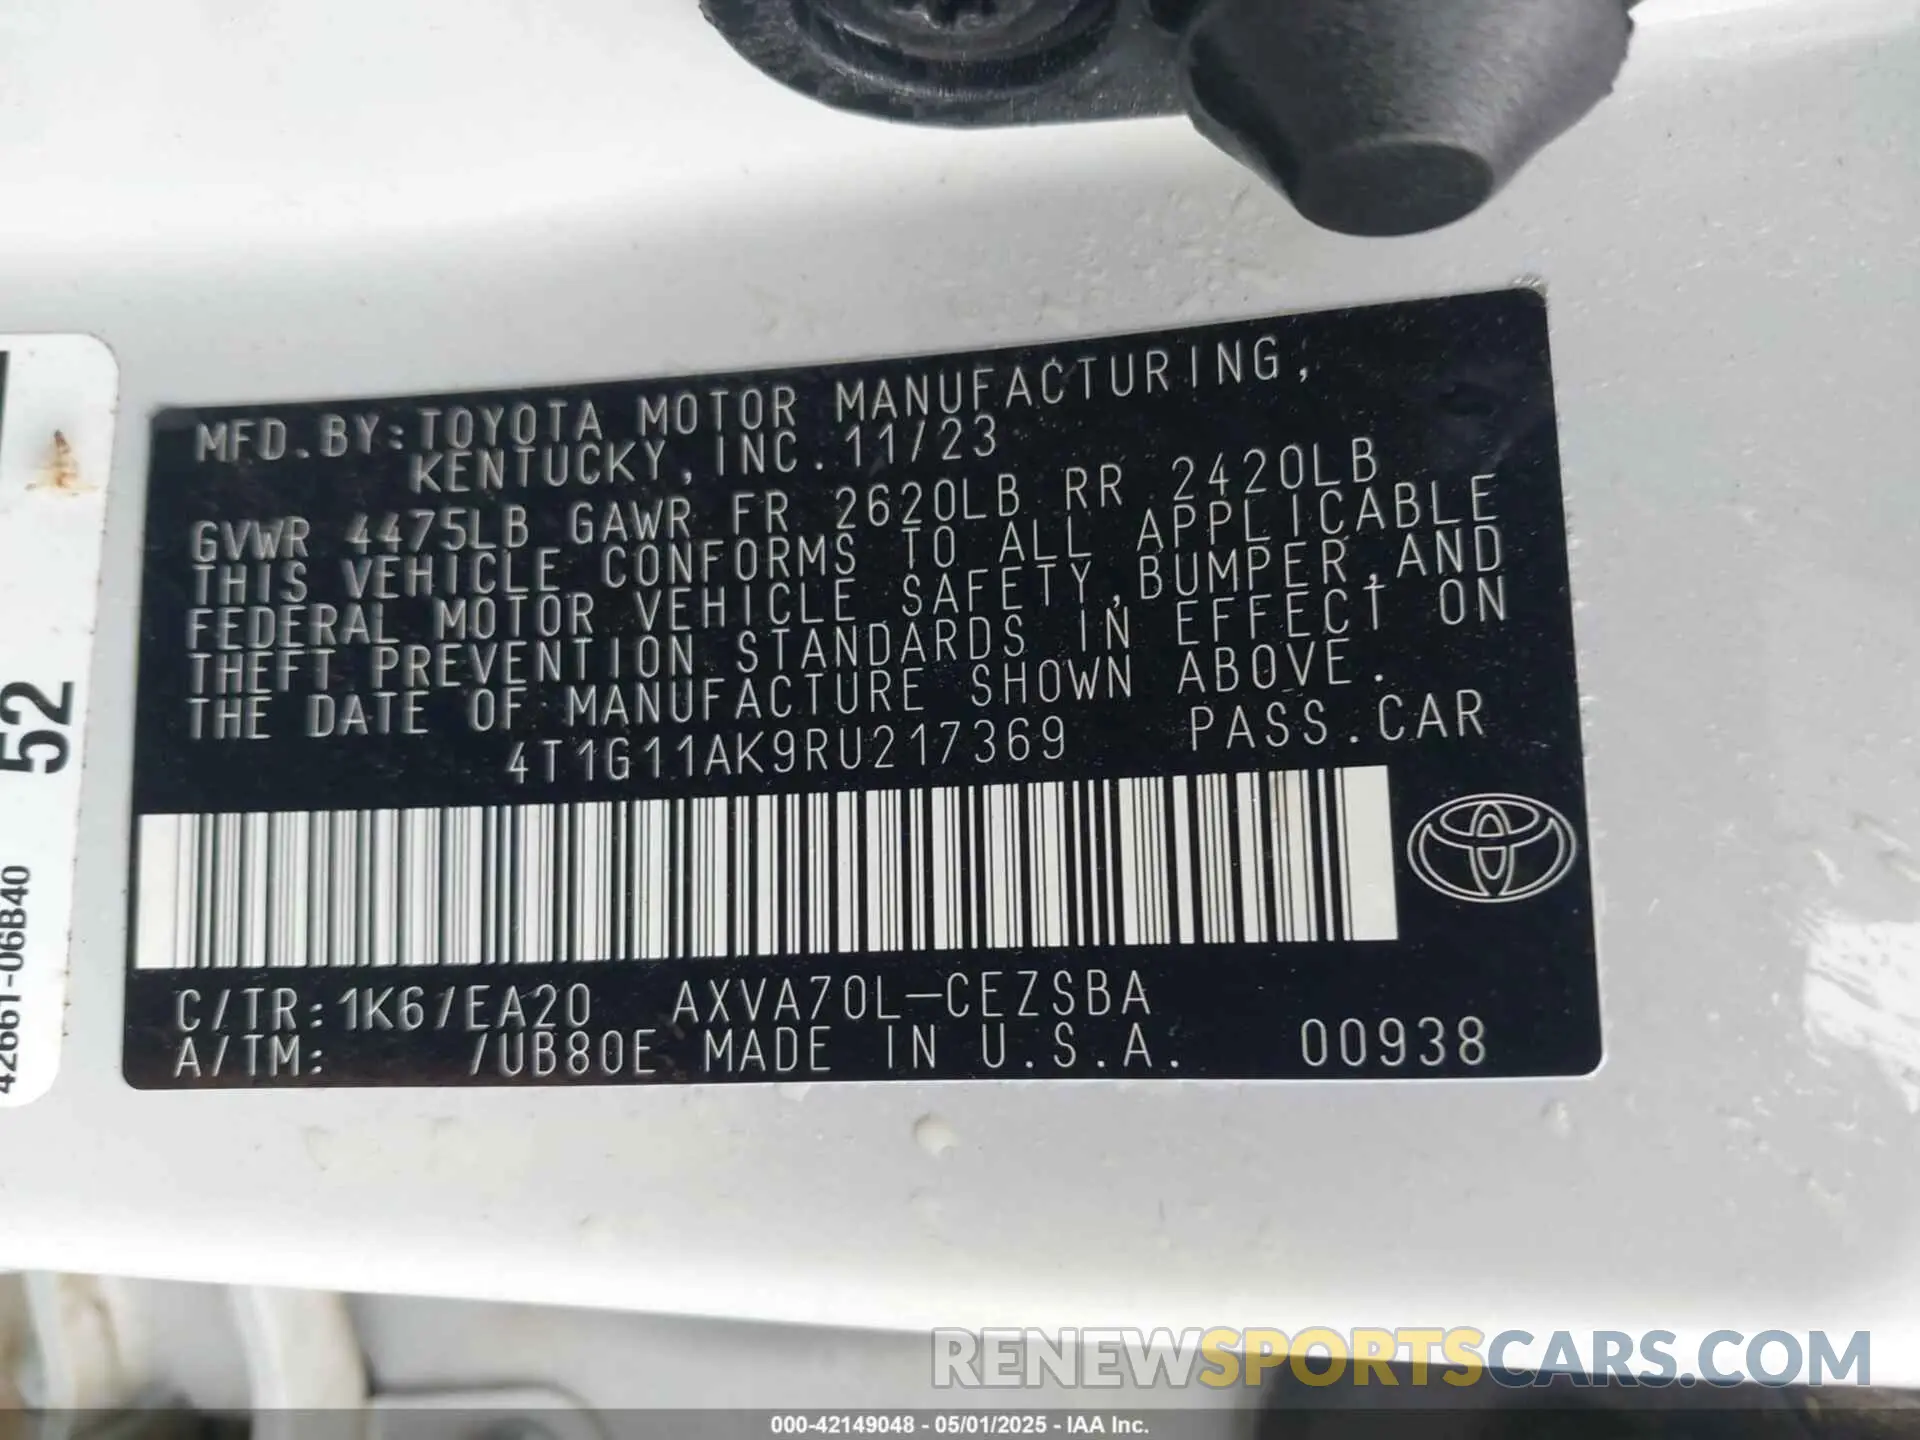 MFD.BY:TOYOTA MOTOR MANUFACTURING,
KENTUCKY,INC. 11/23
GVWR 4475LB GAWR FR 2620LB RR 2420LB
THIS VEHICLE CONFORMS TO ALL APPLICABLE
FEDERAL MOTOR VEHICLE SAFETY,BUMPER,AND
THEFT PREVENTION STANDARDS IN EFFECT ON
THE DATE OF MANUFACTURE SHOWN ABOVE.
4T1G11AK9RU217369 PASS.CAR
C/TR:1K6/EA20 AXVA70L-CEZSBA
A/TM: /UB80E MADE IN U.S.A. 00938
52
42661-06B40
RENEWSPORTSCARS.COM
000-42149048 - 05/01/2025 - IAA Inc.